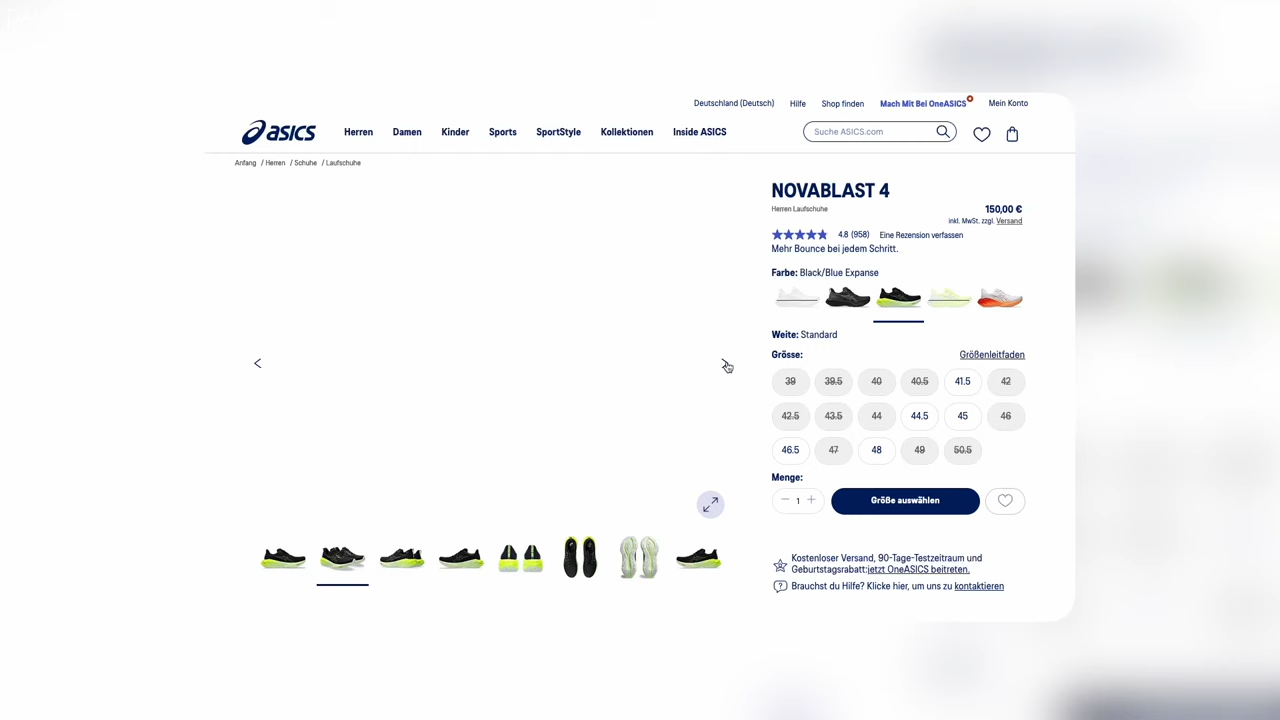 Deutschland (Deutsch) Hilfe Shop finden Mach Mit Bei OneASICS Mein Konto
asics Herren Damen Kinder Sports SportStyle Kollektionen Inside ASICS Suche ASICS.com
Anfang / Herren / Schuhe / Laufschuhe
NOVABLAST 4
Herren Laufschuhe
150,00 €
inkl. MwSt. zzgl. Versand
4.8 (958) Eine Rezension verfassen
Mehr Bounce bei jedem Schritt.
Farbe: Black/Blue Expanse
Weite: Standard
Grösse: Größenleitfaden
39 39.5 40 40.5 41.5 42
42.5 43.5 44 44.5 45 46
46.5 47 48 49 50.5
Menge:
1 Größe auswählen
Kostenloser Versand, 90-Tage-Testzeitraum und
Geburtstagsrabatt:jetzt OneASICS beitreten.
Brauchst du Hilfe? Klicke hier, um uns zu kontaktieren